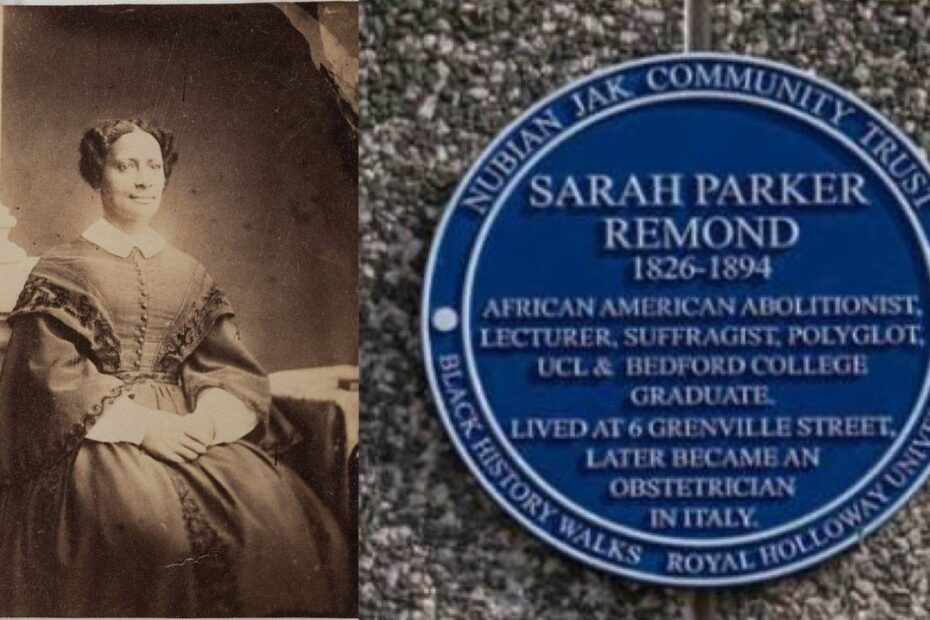 NUBIAN JAK COMMUNITY TRUST
SARAH PARKER
REMOND
1826-1894
AFRICAN AMERICAN ABOLITIONIST,
LECTURER, SUFFRAGIST, POLYGLOT,
UCL & BEDFORD COLLEGE
GRADUATE.
LIVED AT 6 GRENVILLE STREET,
LATER BECAME AN
OBSTETRICIAN
IN ITALY.
BLACK HISTORY WALKS ROYAL HOLLOWAY